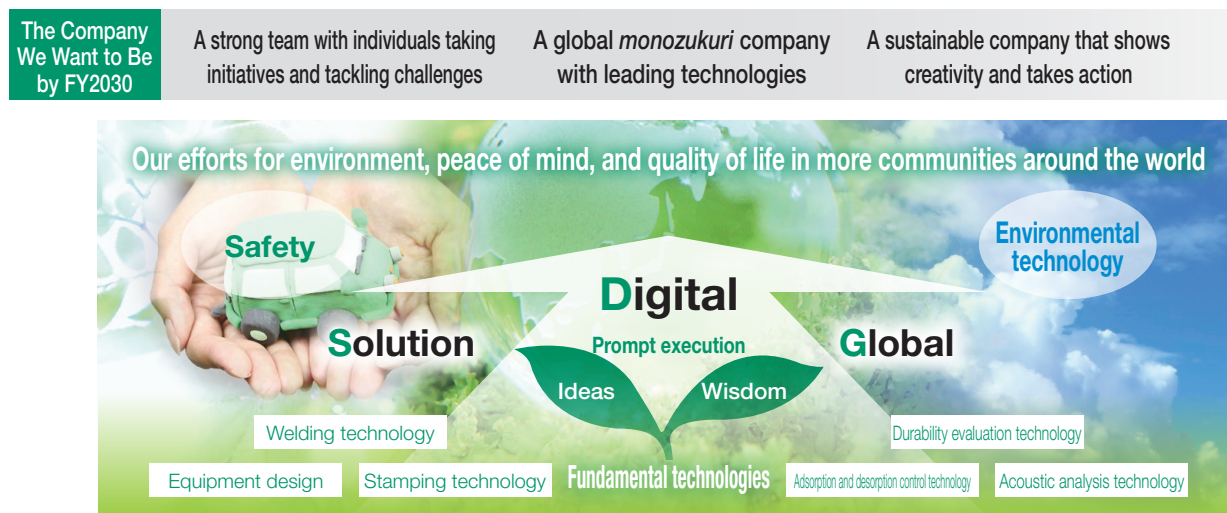 The Company
We Want to Be
by FY2030
A strong team with individuals taking
initiatives and tackling challenges
A global monozukuri company
with leading technologies
A sustainable company that shows
creativity and takes action
Our efforts for environment, peace of mind, and quality of life in more communities around the world
Safety
Environmental
technology
Digital
Solution
Prompt execution
Global
Ideas
Wisdom
Welding technology
Durability evaluation technology
Equipment design
Stamping technology
Fundamental technologies
Adsorption and desorption control technology
Acoustic analysis technology